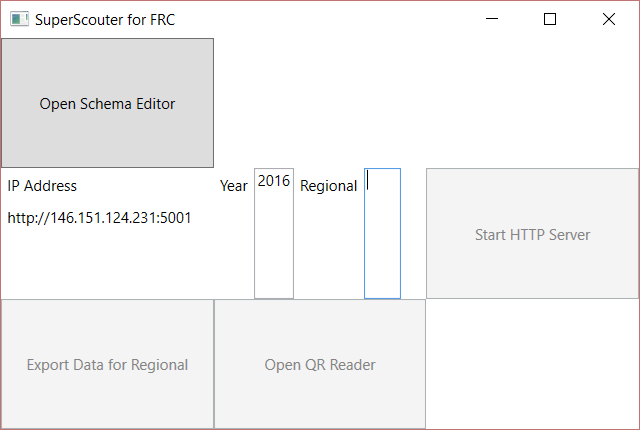 SuperScouter for FRC
Open Schema Editor
IP Address
http://146.151.124.231:5001
Year
2016
Regional
Start HTTP Server
Export Data for Regional
Open QR Reader